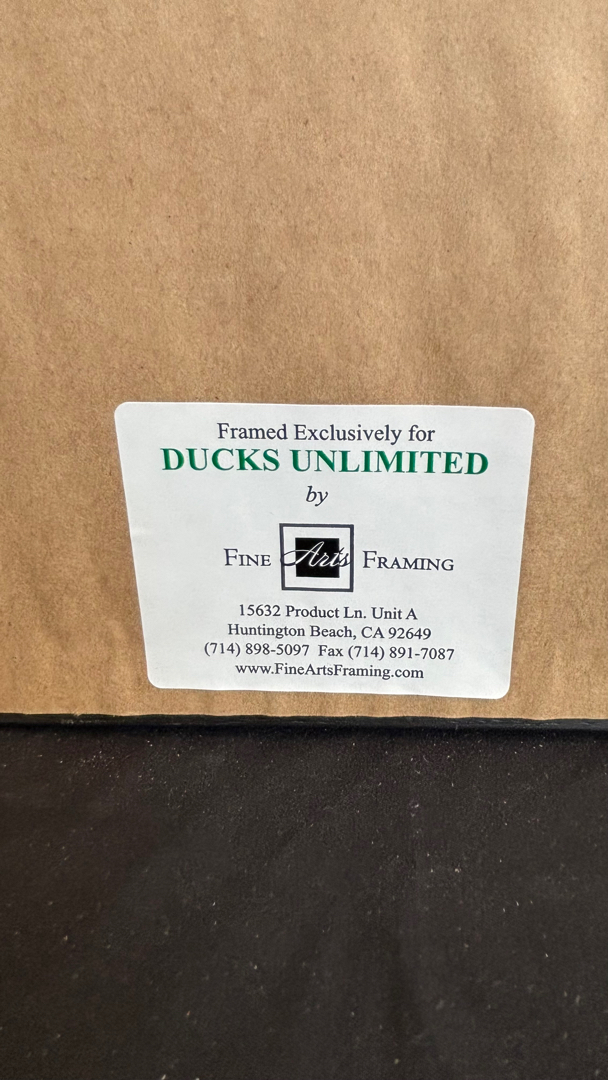 Framed Exclusively for
DUCKS UNLIMITED
by
FINE Arts FRAMING
15632 Product Ln. Unit A
Huntington Beach, CA 92649
(714) 898-5097 Fax (714) 891-7087
www.FineArtsFraming.com